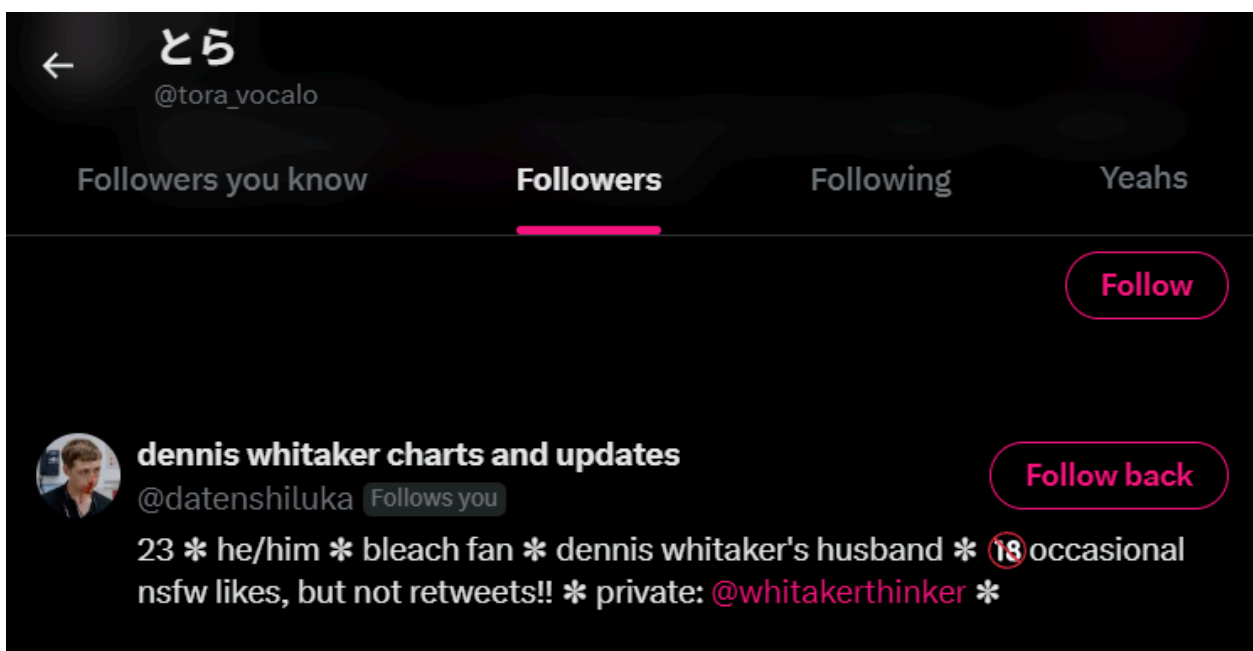 とら
@tora_vocalo
Followers you know Followers Following Yeahs
Follow
dennis whitaker charts and updates
@datenshiluka Follows you
Follow back
23 ✻ he/him ✻ bleach fan ✻ dennis whitaker's husband ✻ 🔞occasional
nsfw likes, but not retweets!! ✻ private: @whitakerthinker ✻